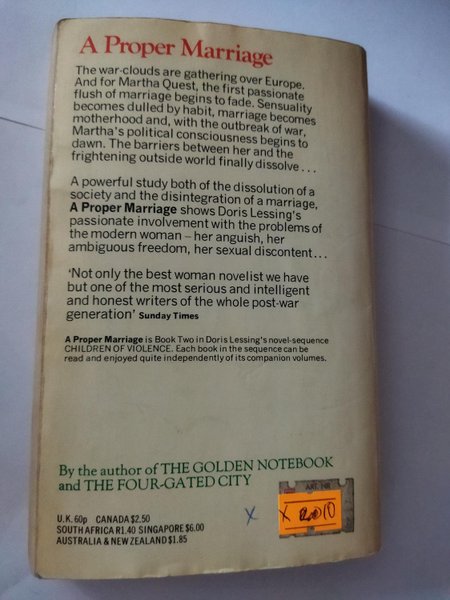 A Proper Marriage
The war-clouds are gathering over Europe.
And for Martha Quest, the first passionate
flush of marriage begins to fade. Sensuality
becomes dulled by habit, marriage becomes
motherhood and, with the outbreak of war,
Martha's political consciousness begins to
dawn. The barriers between her and the
frightening outside world finally dissolve...
A powerful study both of the dissolution of a
society and the disintegration of a marriage,
A Proper Marriage shows Doris Lessing's
passionate involvement with the problems of
the modern woman – her anguish, her
ambiguous freedom, her sexual discontent...
'Not only the best woman novelist we have
but one of the most serious and intelligent
and honest writers of the whole post-war
generation' Sunday Times
A Proper Marriage is Book Two in Doris Lessing's novel-sequence
CHILDREN OF VIOLENCE. Each book in the sequence can be
read and enjoyed quite independently of its companion volumes.
By the author of THE GOLDEN NOTEBOOK
and THE FOUR-GATED CITY
ART. NR
X
X
U.K. 60p CANADA $2.50
SOUTH AFRICA R1.40 SINGAPORE $6.00
AUSTRALIA & NEW ZEALAND $1.85